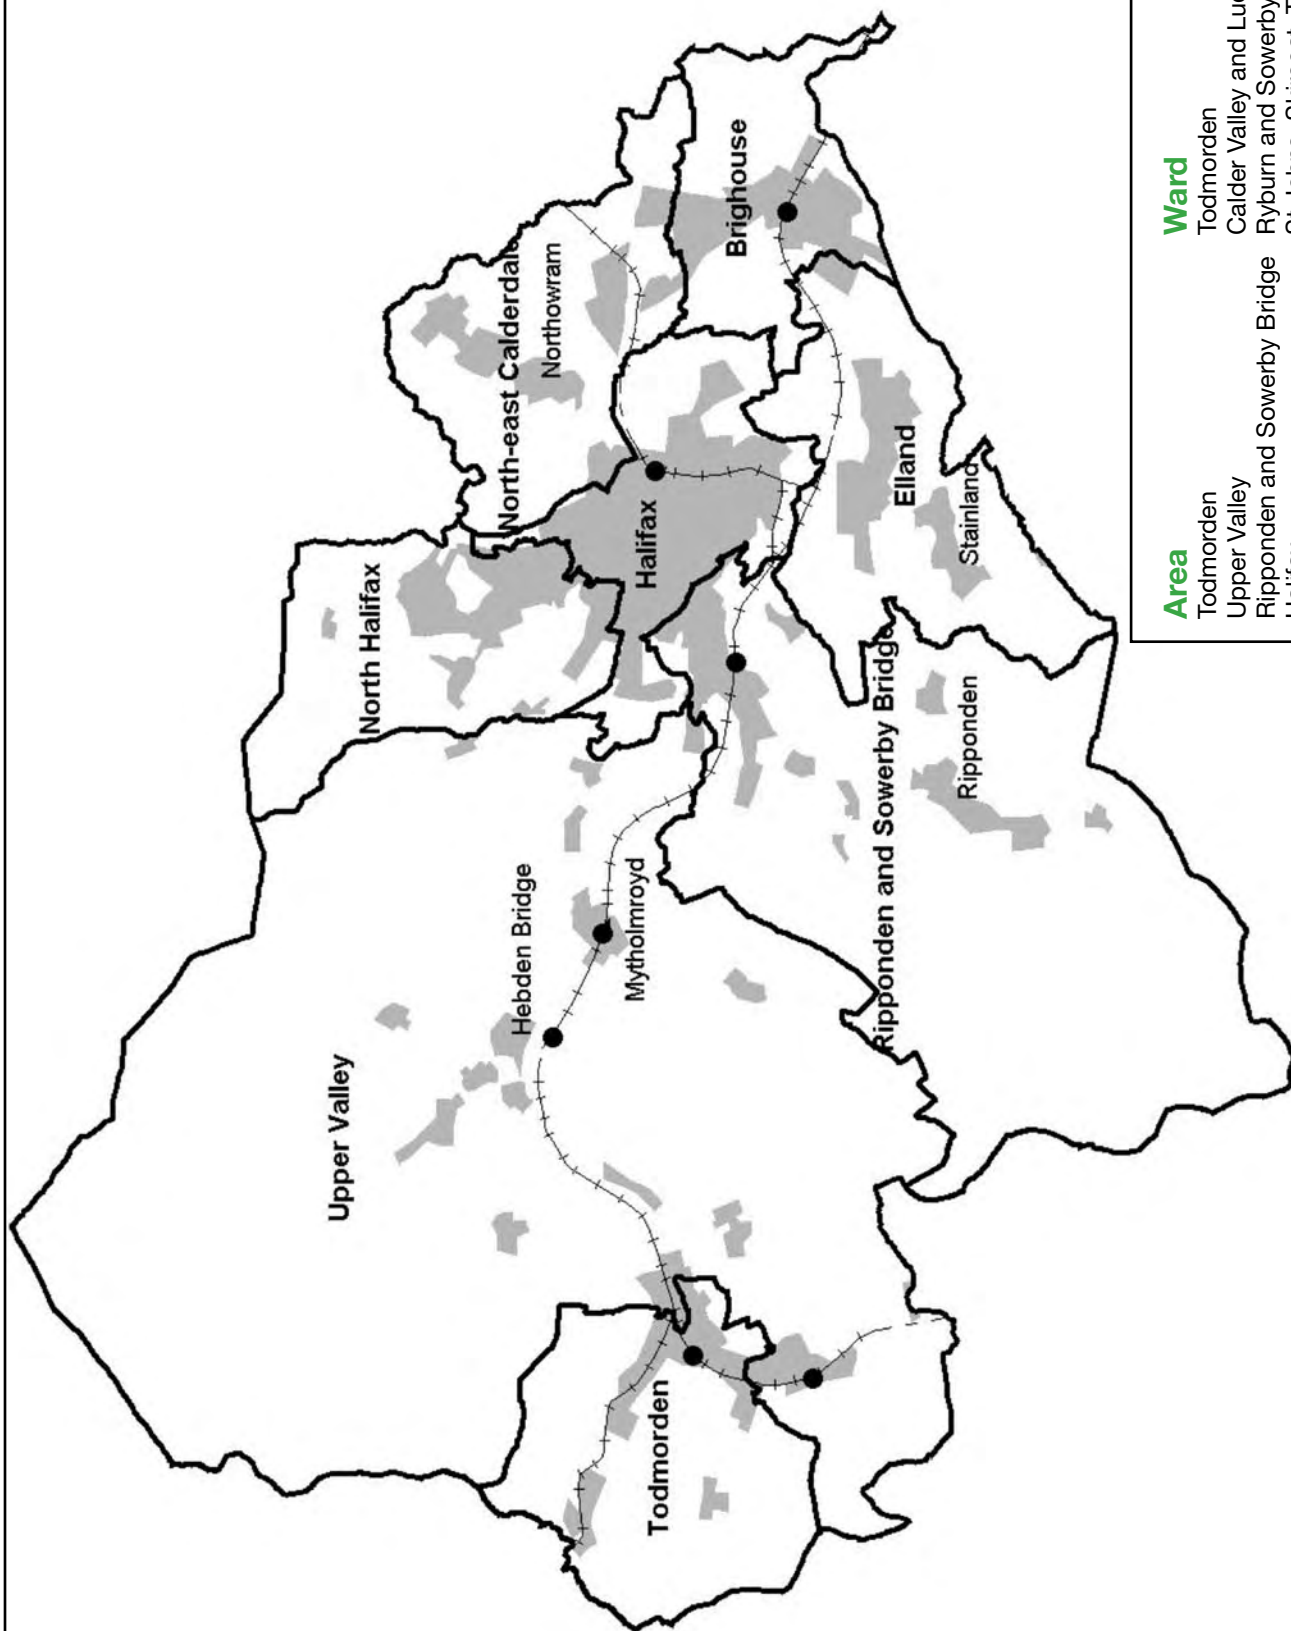 Upper Valley
North Halifax
North-east Calderdale
Northowram
Hebden Bridge
Mytholmroyd
Halifax
Todmorden
Brighouse
Ripponden and Sowerby Bridge
Ripponden
Elland
Stainland
Area Ward
Todmorden Todmorden
Upper Valley Calder Valley and
Ripponden and Sowerby Bridge Ryburn and Sowerby